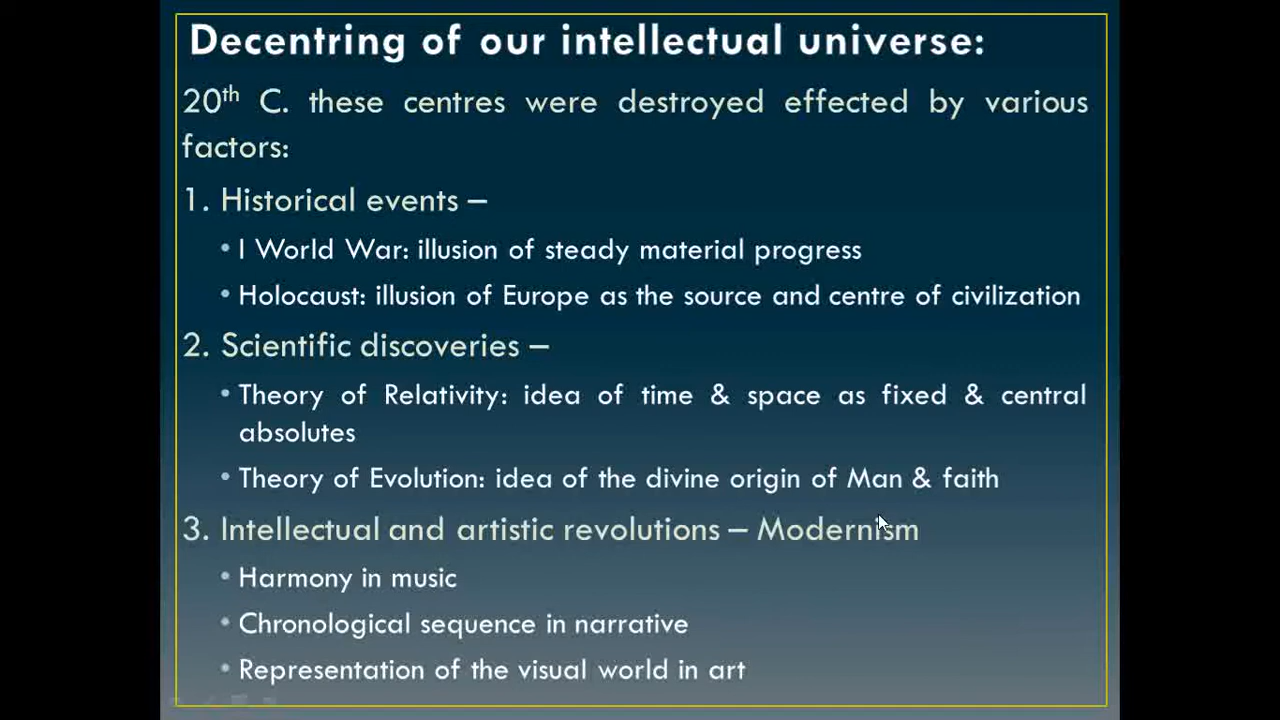 Decentring of our intellectual universe:
20th C. these centres were destroyed effected by various
factors:
1. Historical events –
• I World War: illusion of steady material progress
• Holocaust: illusion of Europe as the source and centre of civilization
2. Scientific discoveries –
• Theory of Relativity: idea of time & space as fixed & central
absolutes
• Theory of Evolution: idea of the divine origin of Man & faith
3. Intellectual and artistic revolutions – Modernism
• Harmony in music
• Chronological sequence in narrative
• Representation of the visual world in art